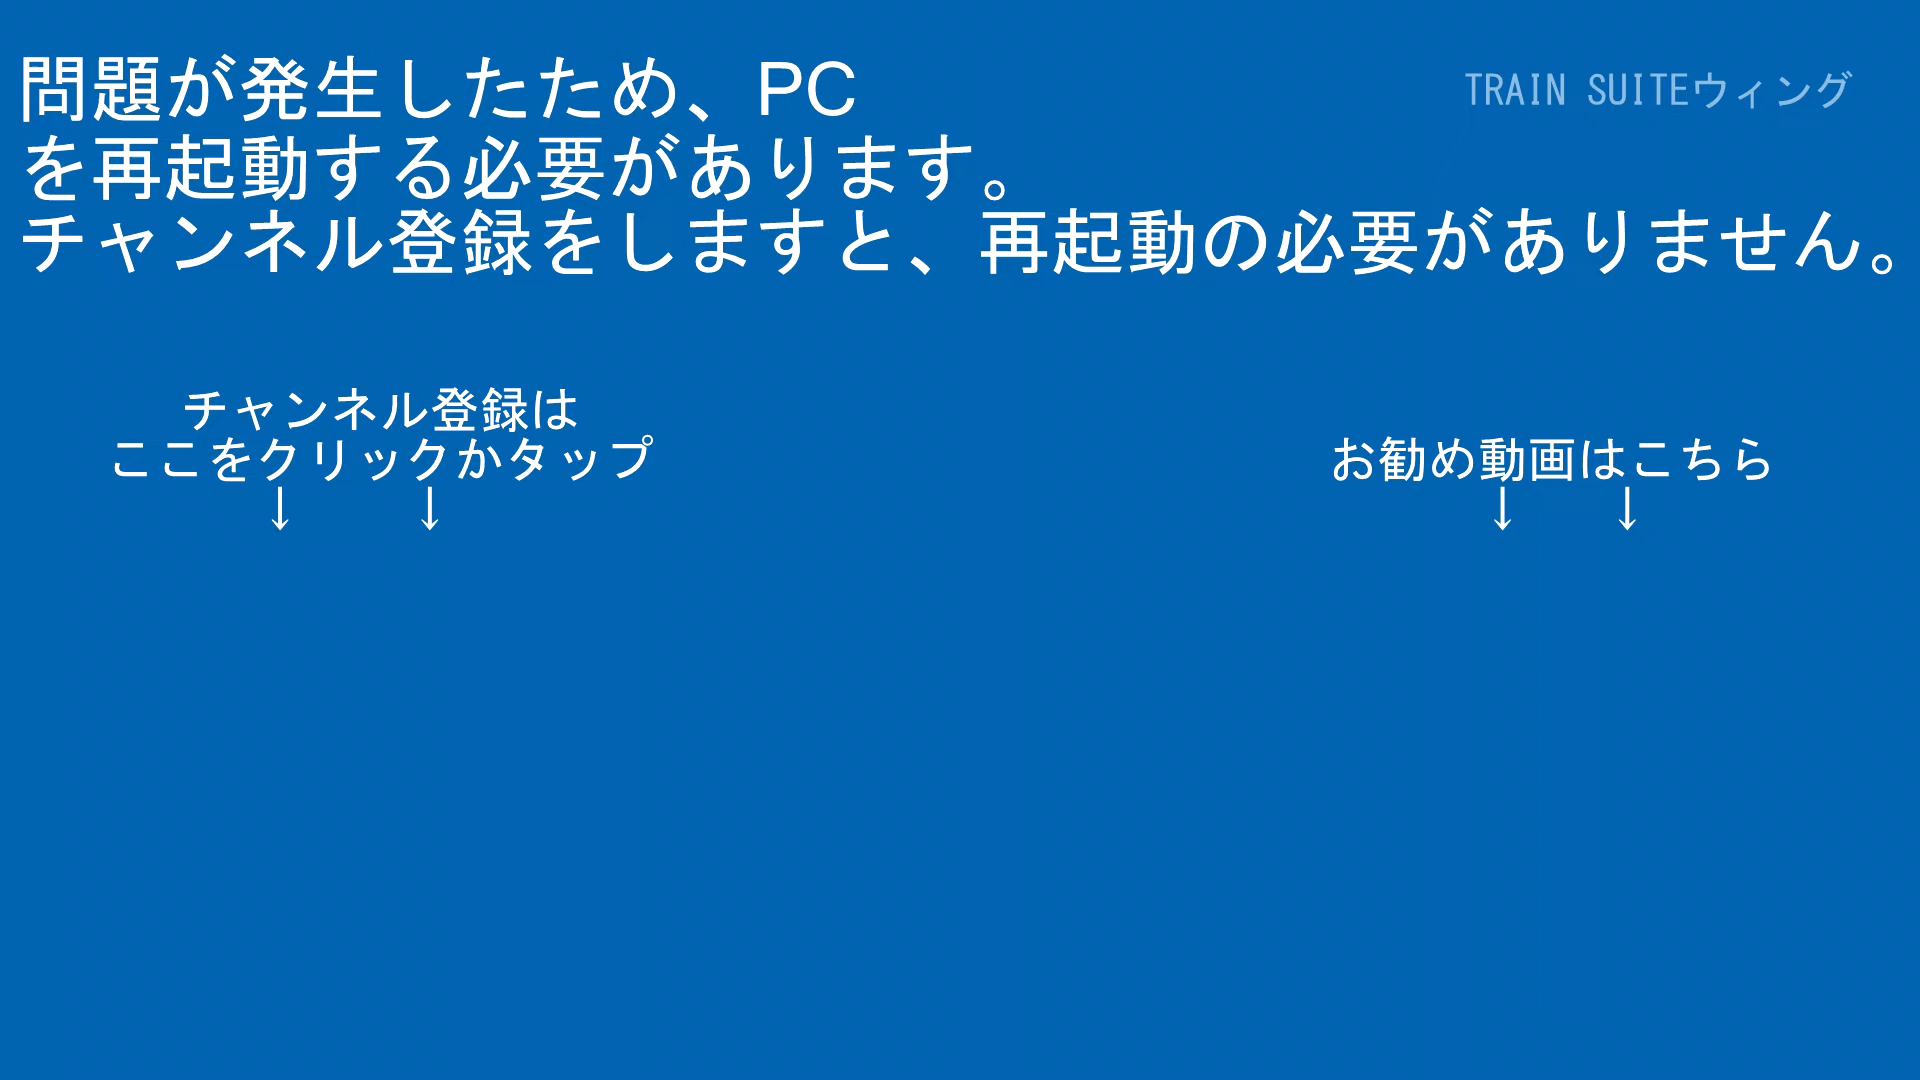 問題が発生したため、PC
を再起動する必要があります。
チャンネル登録をしますと、再起動の必要がありません。
TRAIN SUITEウィング
チャンネル登録は
ここをクリックかタップ
↓ ↓
お勧め動画はこちら
↓ ↓